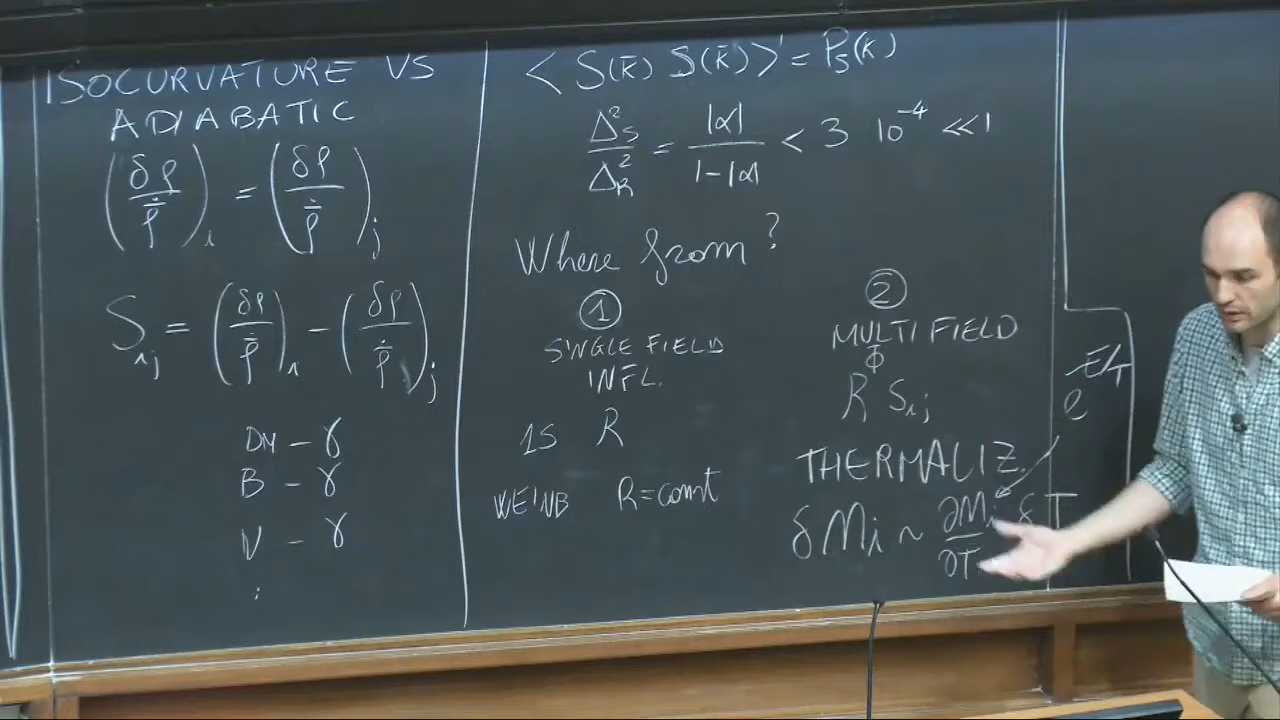 ISOCURVATURE VS
ADIABATIC
(δρ/ρ̇)_i = (δρ/ρ̇)_j
S_ij = (δρ/ρ̇)_i − (δρ/ρ̇)_j
DM − γ
B − γ
ν − γ
⋮
< S(k̄) S(k̄) >' = P_S(k)
Δ²_S / Δ²_R = |α| / 1−|α| < 3 10^-4 ≪ 1
Where from?
①
SINGLE FIELD
INFL.
1S R
WEINB R = const
②
MULTI FIELD
Φ
R S_ij
THERMALIZ.
e^-E/T
δM_i ~ ∂M_i/∂T δT